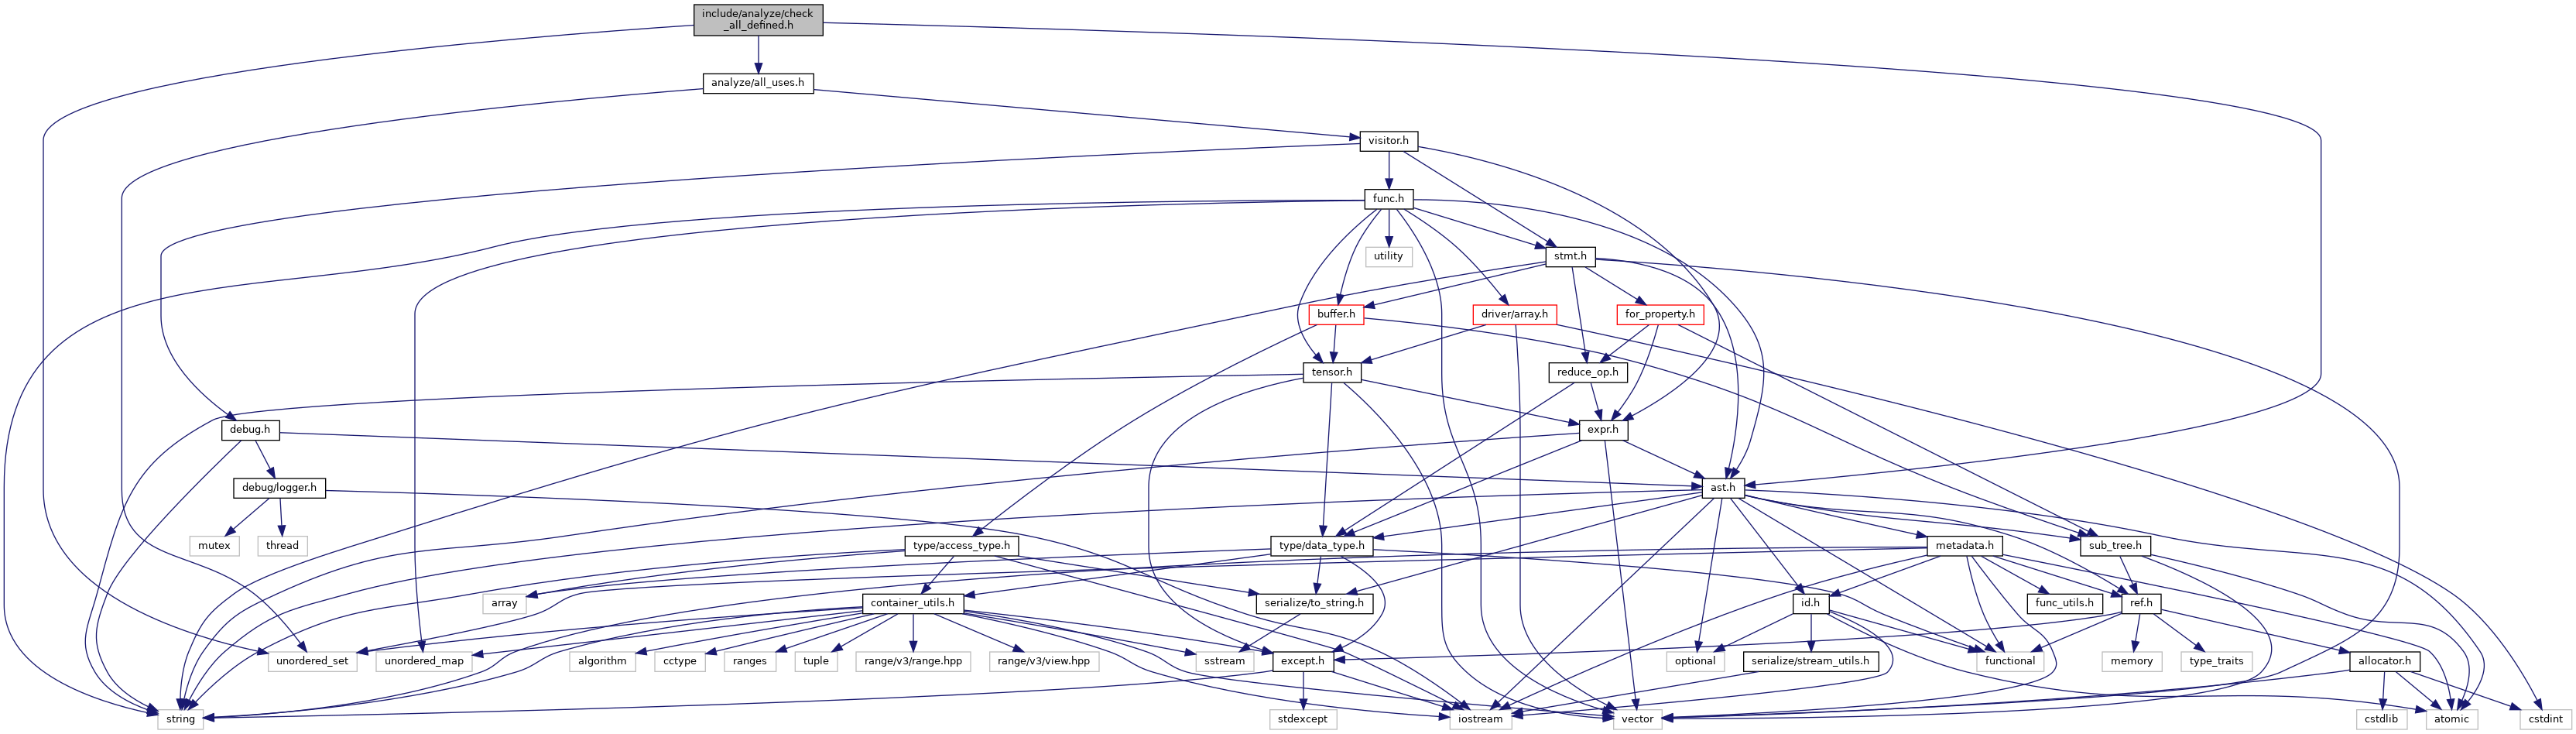 include/analyze/check
_all_defined.h
analyze/all_uses.h
visitor.h
func.h
utility
stmt.h
buffer.h
driver/array.h
for_property.h
tensor.h
reduce_op.h
debug.h
expr.h
debug/logger.h
ast.h
mutex
thread
type/access_type.h
type/data_type.h
metadata.h
sub_tree.h
array
container_utils.h
serialize/to_string.h
id.h
func_utils.h
ref.h
unordered_set
unordered_map
algorithm
cctype
ranges
tuple
range/v3/range.hpp
range/v3/view.hpp
sstream
except.h
optional
serialize/stream_utils.h
functional
memory
type_traits
allocator.h
string
stdexcept
iostream
vector
cstdlib
atomic
cstdint